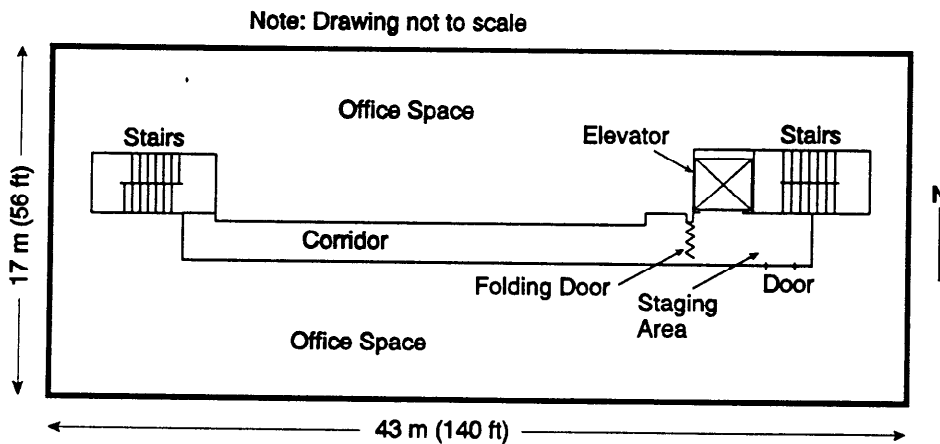 Note: Drawing not to scale
Office Space
Elevator
Stairs
Stairs
N
17 m (56 ft)
Corridor
Folding Door
Staging
Area
Door
Office Space
43 m (140 ft)